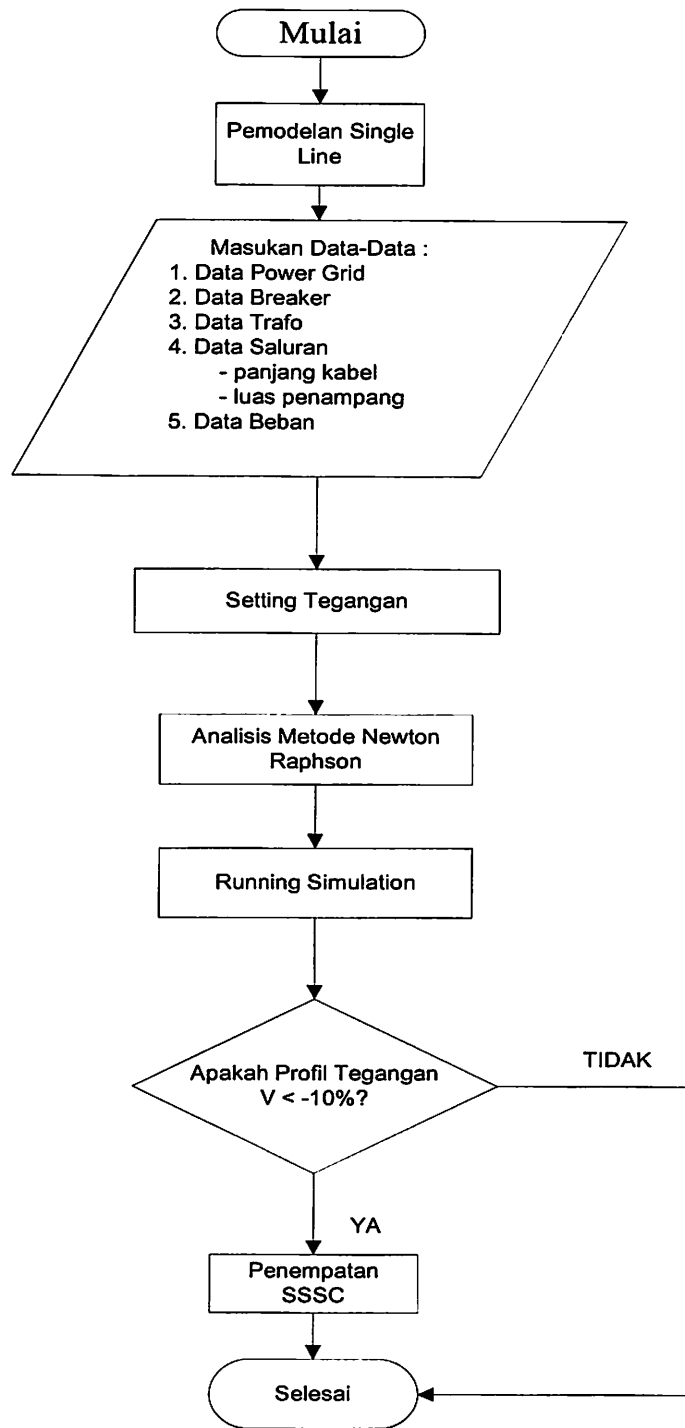 Mulai
Pemodelan Single
Line
Masukan Data-Data :
1. Data Power Grid
2. Data Breaker
3. Data Trafo
4. Data Saluran
- panjang kabel
- luas penampang
5. Data Beban
Setting Tegangan
Analisis Metode Newton
Raphson
Running Simulation
Apakah Profil Tegangan
V < -10%?
TIDAK
YA
Penempatan
SSSC
Selesai